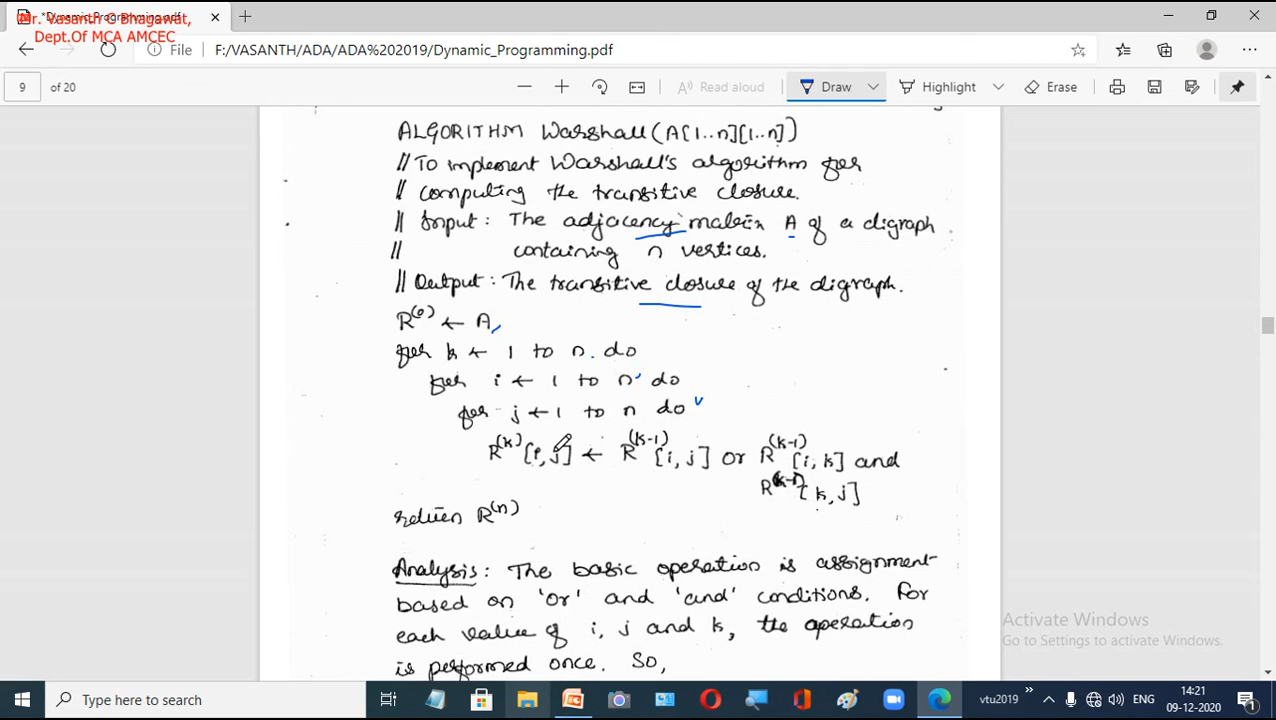 *Dynamic_Programming.pdf
Dr. Vasanth G Bhagawat,
Dept.Of MCA AMCEC
File F:/VASANTH/ADA/ADA%202019/Dynamic_Programming.pdf
9 of 20 Read aloud Draw Highlight Erase
ALGORITHM Warshall(A[1..n][1..n])
// To implement Warshall's algorithm for
// computing the transitive closure.
// Input: The adjacency matrix A of a digraph
// containing n vertices.
// Output: The transitive closure of the digraph.
R(0) ← A
for k ← 1 to n do
for i ← 1 to n do
for j ← 1 to n do
R(k)[i,j] ← R(k-1)[i,j] or R(k-1)[i,k] and
R(k-1)[k,j]
return R(n)
Analysis: The basic operation is assignment
based on 'or' and 'and' conditions. For
each value of i, j and k, the operation
is performed once. So,
Activate Windows
Go to Settings to activate Windows.
Type here to search
vtu2019
ENG
14:21
09-12-2020
1